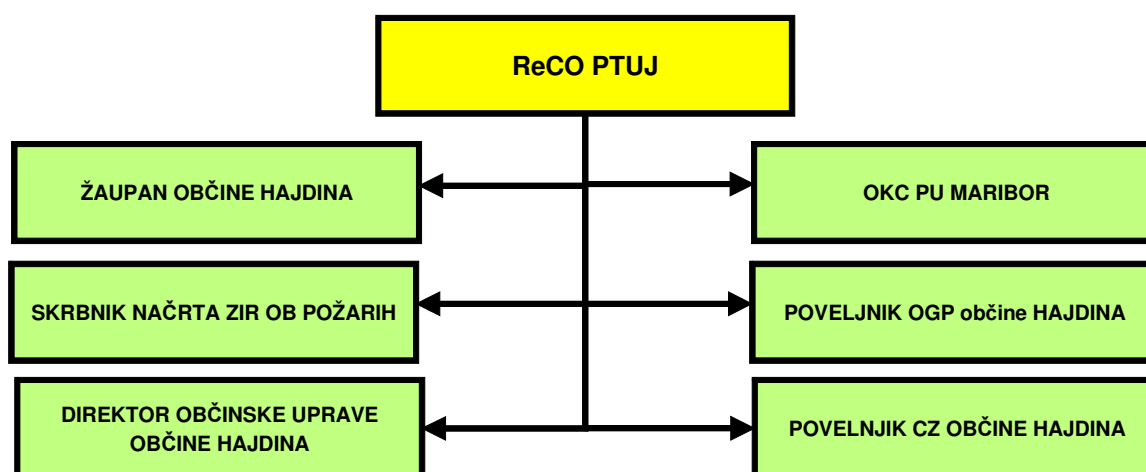 ReCO PTUJ
ŽAUPAN OBČINE HAJDINA
OKC PU MARIBOR
SKRBNIK NAČRTA ZIR OB POŽARIH
POVELJNIK OGP občine HAJDINA
DIREKTOR OBČINSKE UPRAVE
OBČINE HAJDINA
POVELNJIK CZ OBČINE HAJDINA